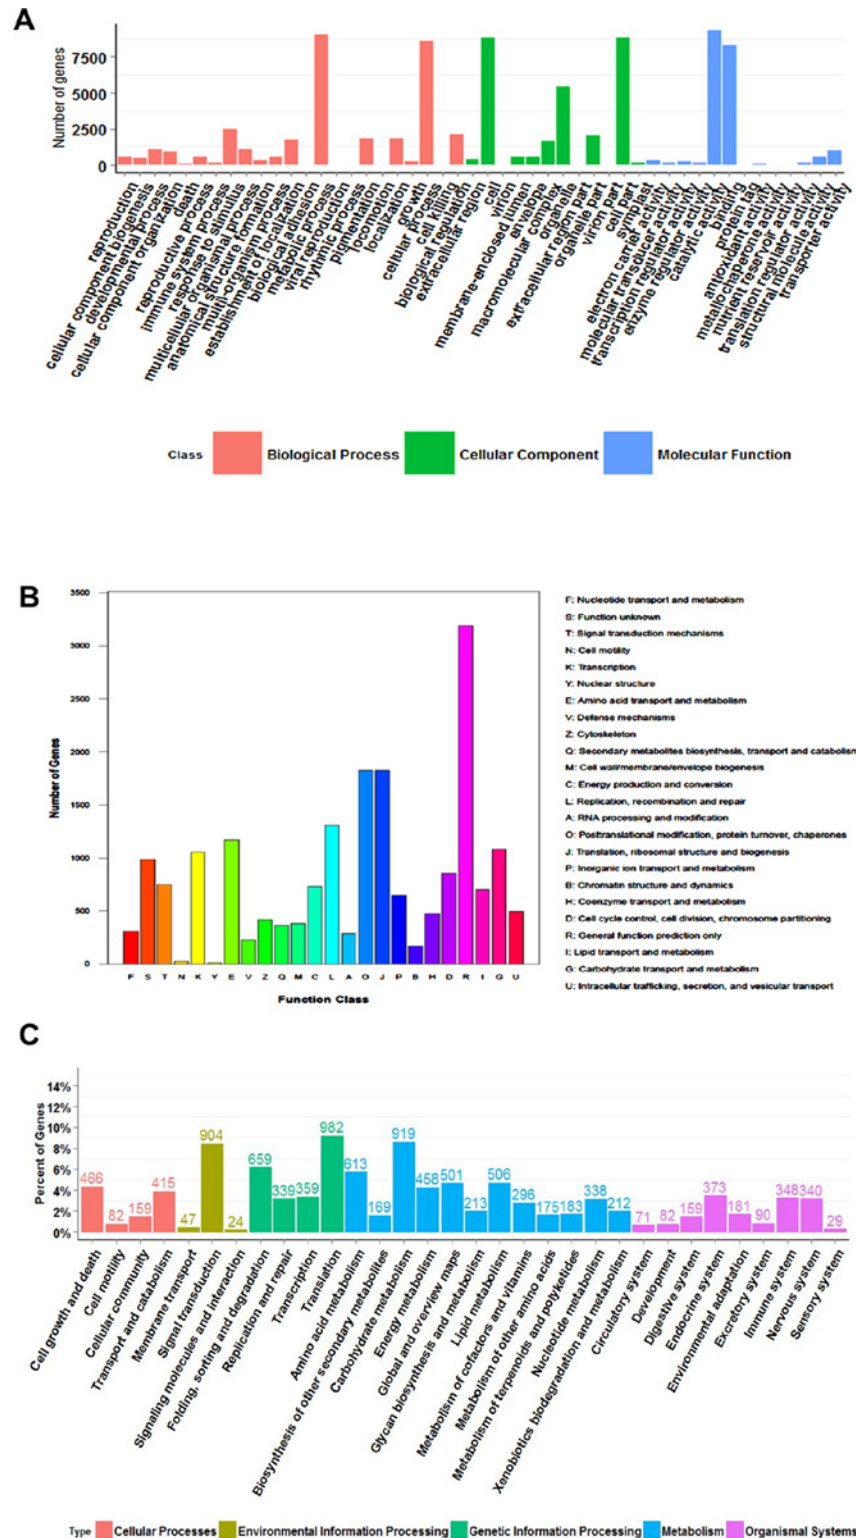 A
Number of genes
7500
5000
2500
0
reproduction
cellular component biogenesis
developmental process
cellular component organization
death
reproductive process
immune system process
response to stimulus
multicellular organismal process
anatomical structure formation
multi-organism process
establishment of localization
biological adhesion
metabolic process
viral reproduction
rhythmic process
pigmentation
locomotion
localization
growth
cellular process
cell killing
biological regulation
extracellular region
cell
virion
membrane-enclosed lumen
envelope
macromolecular complex
organelle
extracellular region part
organelle part
virion part
cell part
symplast
electron carrier activity
molecular transducer activity
transcription regulator activity
enzyme regulator activity
catalytic activity
binding
protein tag
antioxidant activity
metallochaperone activity
nutrient reservoir activity
translation regulator activity
structural molecule activity
transporter activity
Class Biological Process Cellular Component Molecular Function
B
Number of Genes
3500
3000
2500
2000
1500
1000
500
0
F S T N K Y E V Z Q M C L A O J P B H D R I G U
Function Class
F: Nucleotide transport and metabolism
S: Function unknown
T: Signal transduction mechanisms
N: Cell motility
K: Transcription
Y: Nuclear structure
E: Amino acid transport and metabolism
V: Defense mechanisms
Z: Cytoskeleton
Q: Secondary metabolites biosynthesis, transport and catabolism
M: Cell wall/membrane/envelope biogenesis
C: Energy production and conversion
L: Replication, recombination and repair
A: RNA processing and modification
O: Posttranslational modification, protein turnover, chaperones
J: Translation, ribosomal structure and biogenesis
P: Inorganic ion transport and metabolism
B: Chromatin structure and dynamics
H: Coenzyme transport and metabolism
D: Cell cycle control, cell division, chromosome partitioning
R: General function prediction only
I: Lipid transport and metabolism
G: Carbohydrate transport and metabolism
U: Intracellular trafficking, secretion, and vesicular transport
C
Percent of Genes
14%
12%
10%
8%
6%
4%
2%
0%
466 82 159 415 47 904 24 659 339 359 982 613 169 919 458 501 213 506 296 175 183 338 212 71 82 159 373 181 90 348 340 29
Cell growth and death
Cell motility
Cellular community
Transport and catabolism
Membrane transport
Signal transduction
Signaling molecules and interaction
Folding, sorting and degradation
Replication and repair
Transcription
Translation
Amino acid metabolism
Biosynthesis of other secondary metabolites
Carbohydrate metabolism
Energy metabolism
Global and overview maps
Glycan biosynthesis and metabolism
Lipid metabolism
Metabolism of cofactors and vitamins
Metabolism of other amino acids
Metabolism of terpenoids and polyketides
Nucleotide metabolism
Xenobiotics biodegradation and metabolism
Circulatory system
Development
Digestive system
Endocrine system
Environmental adaptation
Excretory system
Immune system
Nervous system
Sensory system
Type Cellular Processes Environmental Information Processing Genetic Information Processing Metabolism Organismal Systems